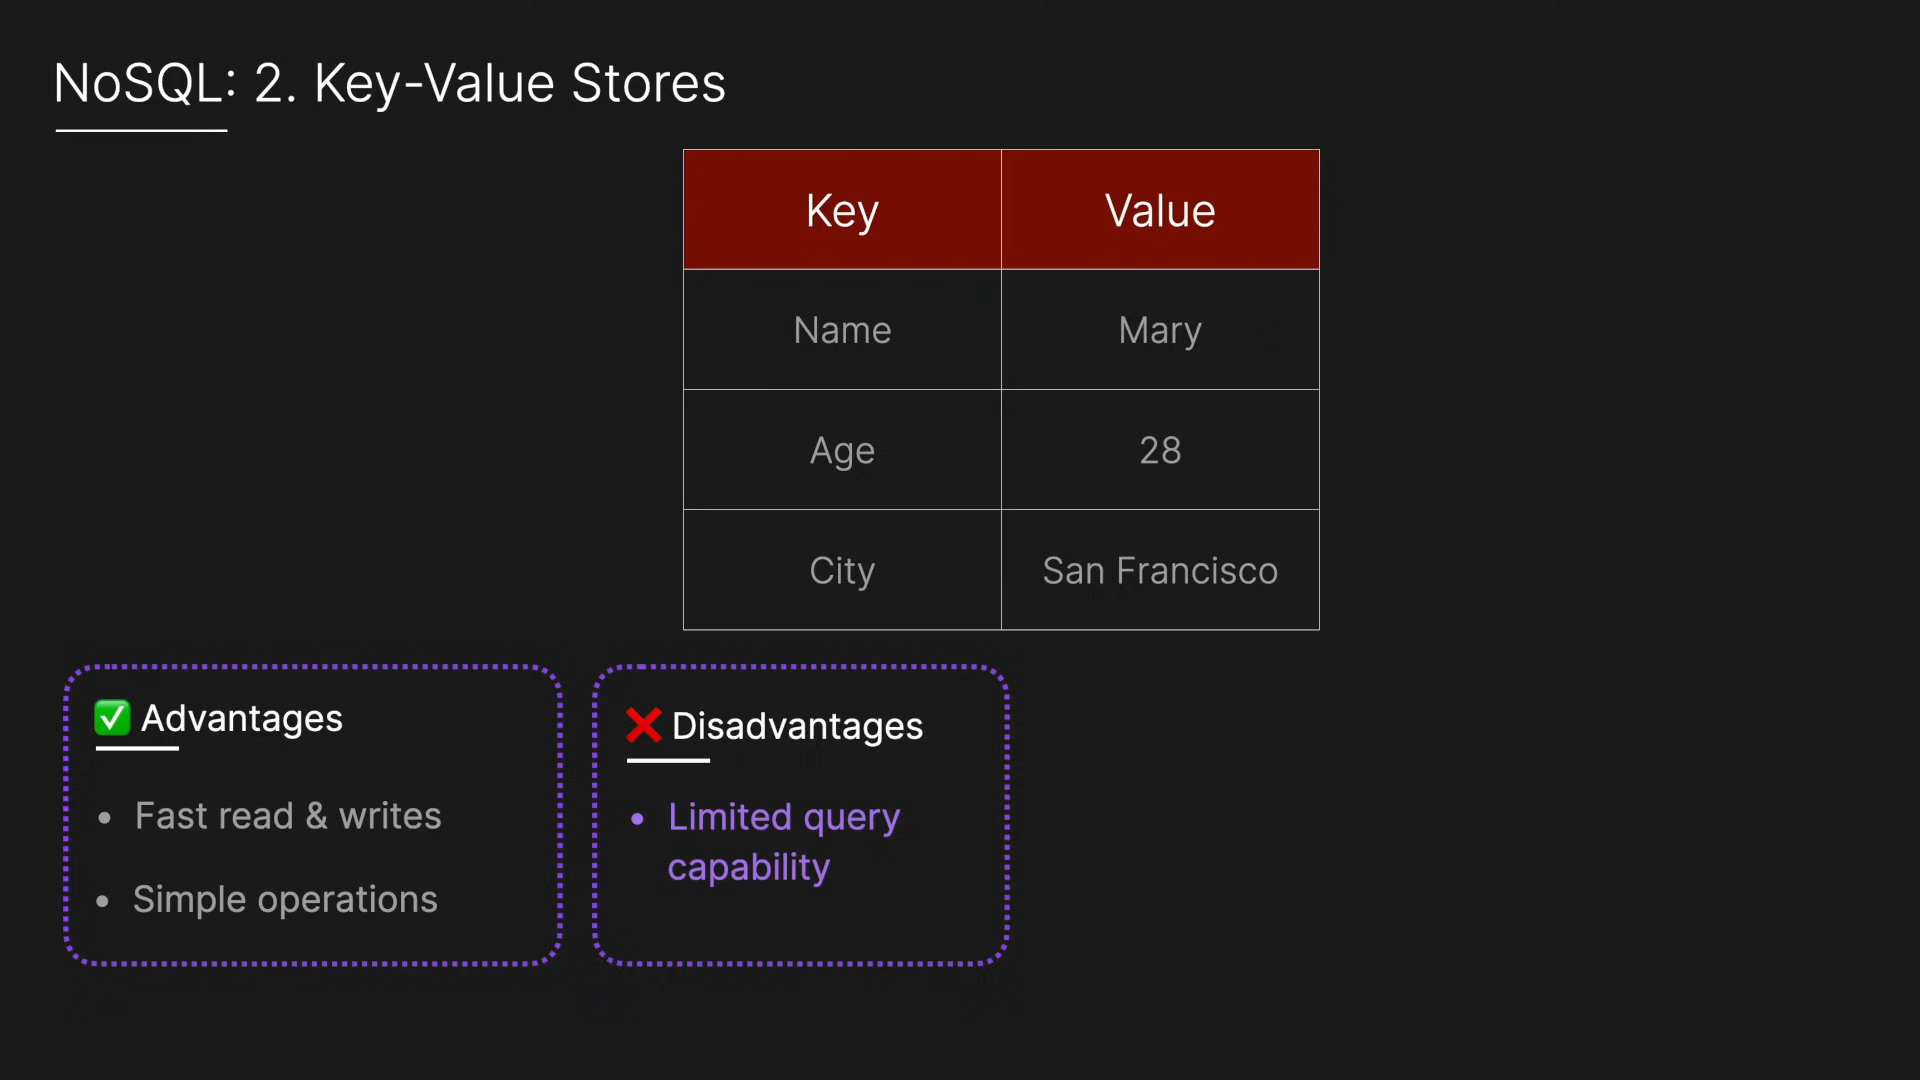 NoSQL: 2. Key-Value Stores
Key Value
Name Mary
Age 28
City San Francisco
✅ Advantages
• Fast read & writes
• Simple operations
❌ Disadvantages
• Limited query
capability